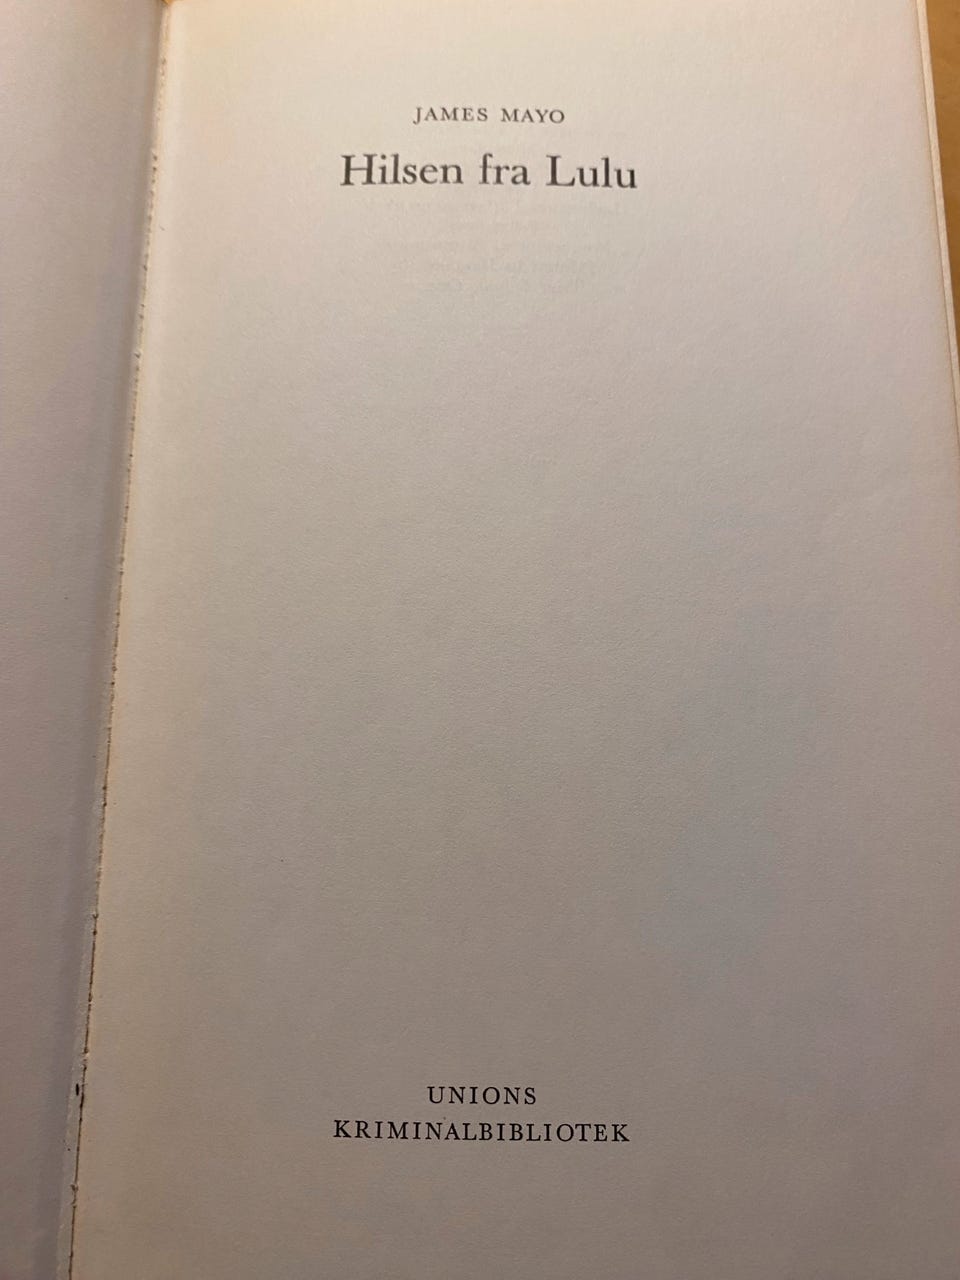 JAMES MAYO
Hilsen fra Lulu
UNIONS
KRIMINALBIBLIOTEK